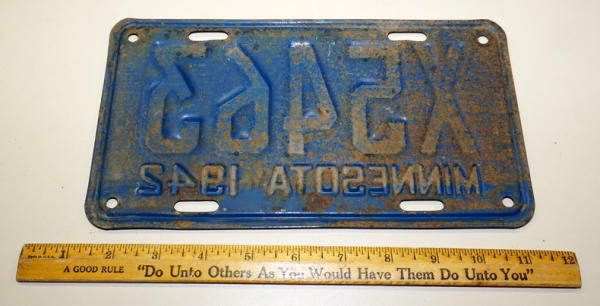 X5463
MINNESOTA 1942
1 2 3 4 5 6 7 8 9 10 11 12
A GOOD RULE "Do Unto Others As You Would Have Them Do Unto You"